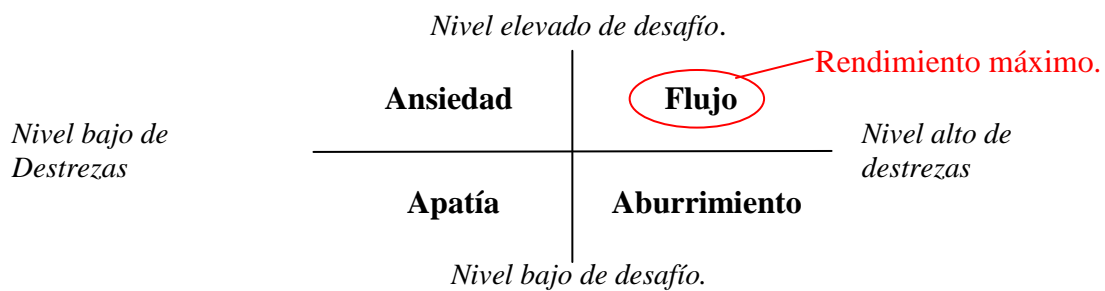 Nivel elevado de desafío.
Rendimiento máximo.
Ansiedad
Flujo
Nivel bajo de
Destrezas
Nivel alto de
destrezas
Apatía
Aburrimiento
Nivel bajo de desafío.